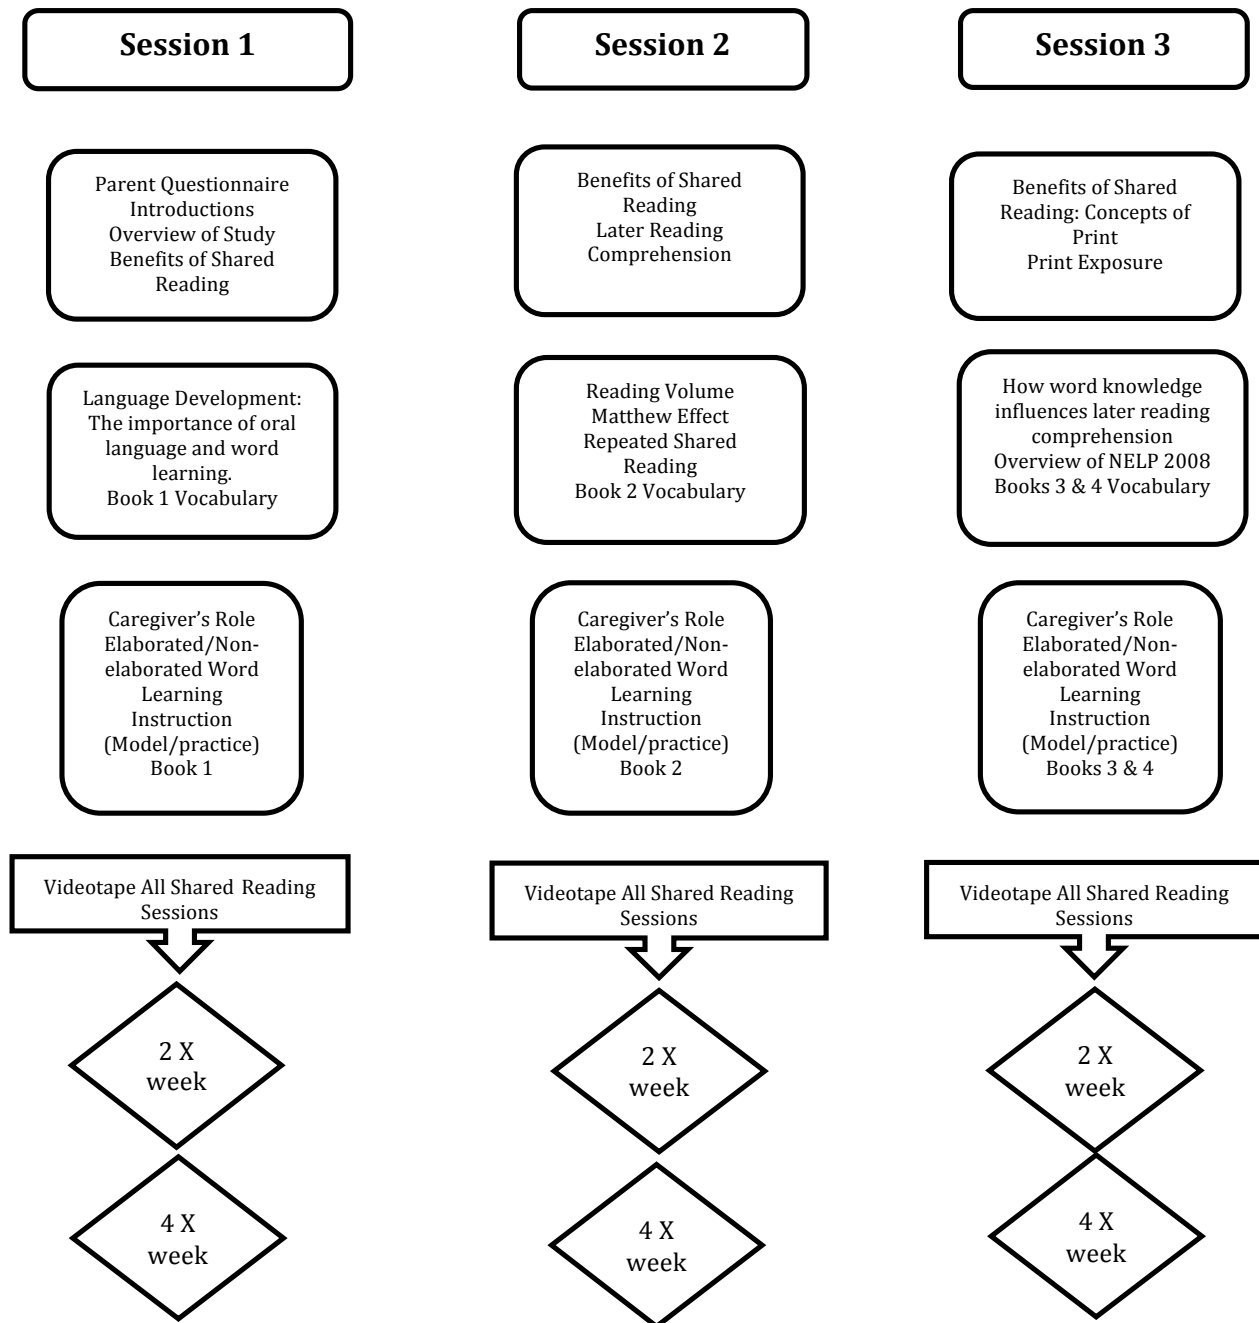 Session 1
Session 2
Session 3
Parent Questionnaire
Introductions
Overview of Study
Benefits of Shared
Reading
Benefits of Shared
Reading
Later Reading
Comprehension
Benefits of Shared
Reading: Concepts of
Print
Print Exposure
Language Development:
The importance of oral
language and word
learning.
Book 1 Vocabulary
Reading Volume
Matthew Effect
Repeated Shared
Reading
Book 2 Vocabulary
How word knowledge
influences later reading
comprehension
Overview of NELP 2008
Books 3 & 4 Vocabulary
Caregiver’s Role
Elaborated/Non-
elaborated Word
Learning
Instruction
(Model/practice)
Book 1
Caregiver’s Role
Elaborated/Non-
elaborated Word
Learning
Instruction
(Model/practice)
Book 2
Caregiver’s Role
Elaborated/Non-
elaborated Word
Learning
Instruction
(Model/practice)
Books 3 & 4
Videotape All Shared Reading
Sessions
Videotape All Shared Reading
Sessions
Videotape All Shared Reading
Sessions
2 X
week
2 X
week
2 X
week
4 X
week
4 X
week
4 X
week